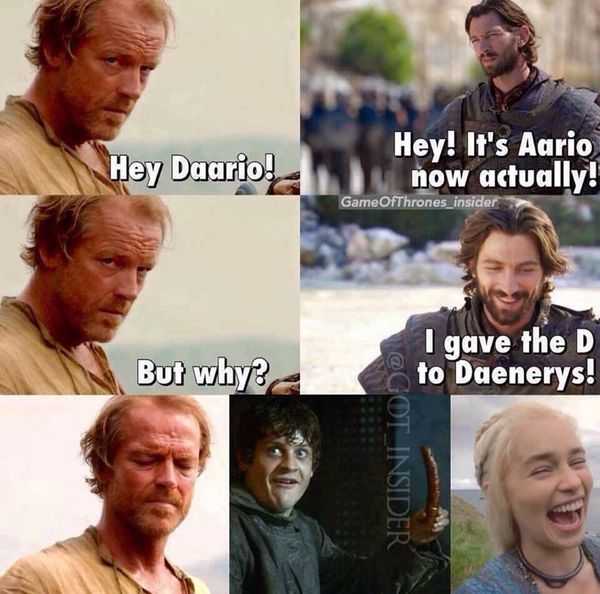 Hey Daario!
Hey! It's Aario
now actually!
GameOfThrones_insider
But why?
I gave the D
to Daenerys!
@GOT_INSIDER